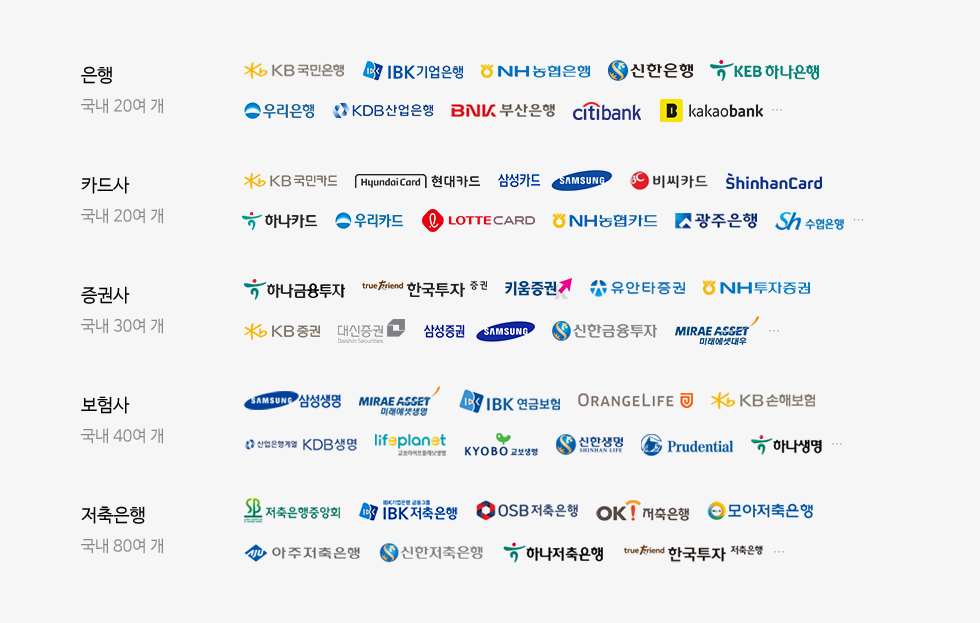 은행
국내 20여 개
KB국민은행 IBK기업은행 NH농협은행 신한은행 KEB 하나은행
우리은행 KDB산업은행 BNK 부산은행 citibank B kakaobank ...
카드사
국내 20여 개
KB국민카드 HyundaiCard 현대카드 삼성카드 SAMSUNG BC 비씨카드 ShinhanCard
하나카드 우리카드 LOTTECARD NH농협카드 광주은행 Sh 수협은행 ...
증권사
국내 30여 개
하나금융투자 true friend 한국투자 증권 키움증권 유안타증권 NH투자증권
KB증권 대신증권 Daishin Securities 삼성증권 SAMSUNG 신한금융투자 MIRAE ASSET 미래에셋대우 ...
보험사
국내 40여 개
SAMSUNG 삼성생명 MIRAE ASSET 미래에셋생명 IBK 연금보험 ORANGELIFE KB손해보험
산업은행계열 KDB생명 lifeplanet 교보라이프플래닛생명 KYOBO 교보생명 신한생명 SHINHAN LIFE Prudential 하나생명 ...
저축은행
국내 80여 개
SB 저축은행중앙회 IBK기업은행 금융그룹 IBK저축은행 OSB저축은행 OK! 저축은행 모아저축은행
AJU 아주저축은행 신한저축은행 하나저축은행 true friend 한국투자 저축은행 ...